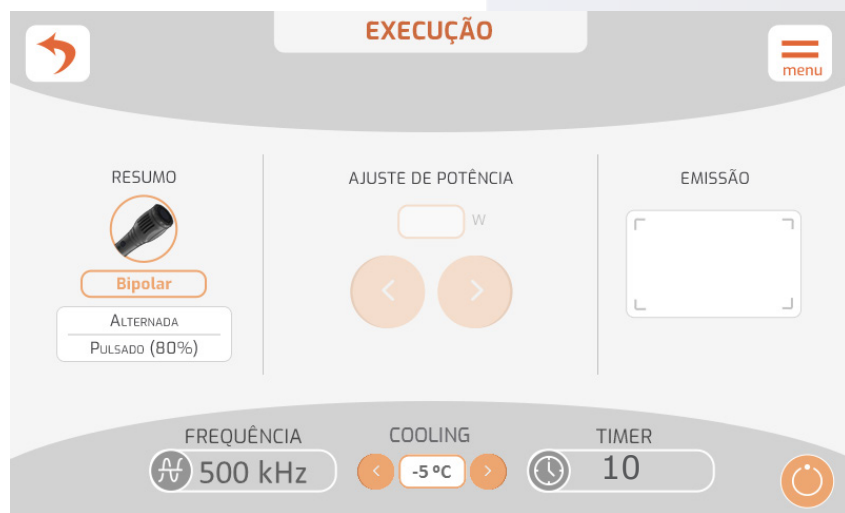 EXECUÇÃO
menu
RESUMO
Bipolar
ALTERNADA
PULSADO (80%)
AJUSTE DE POTÊNCIA
W
EMISSÃO
FREQUÊNCIA
500 kHz
COOLING
-5 ºC
TIMER
10